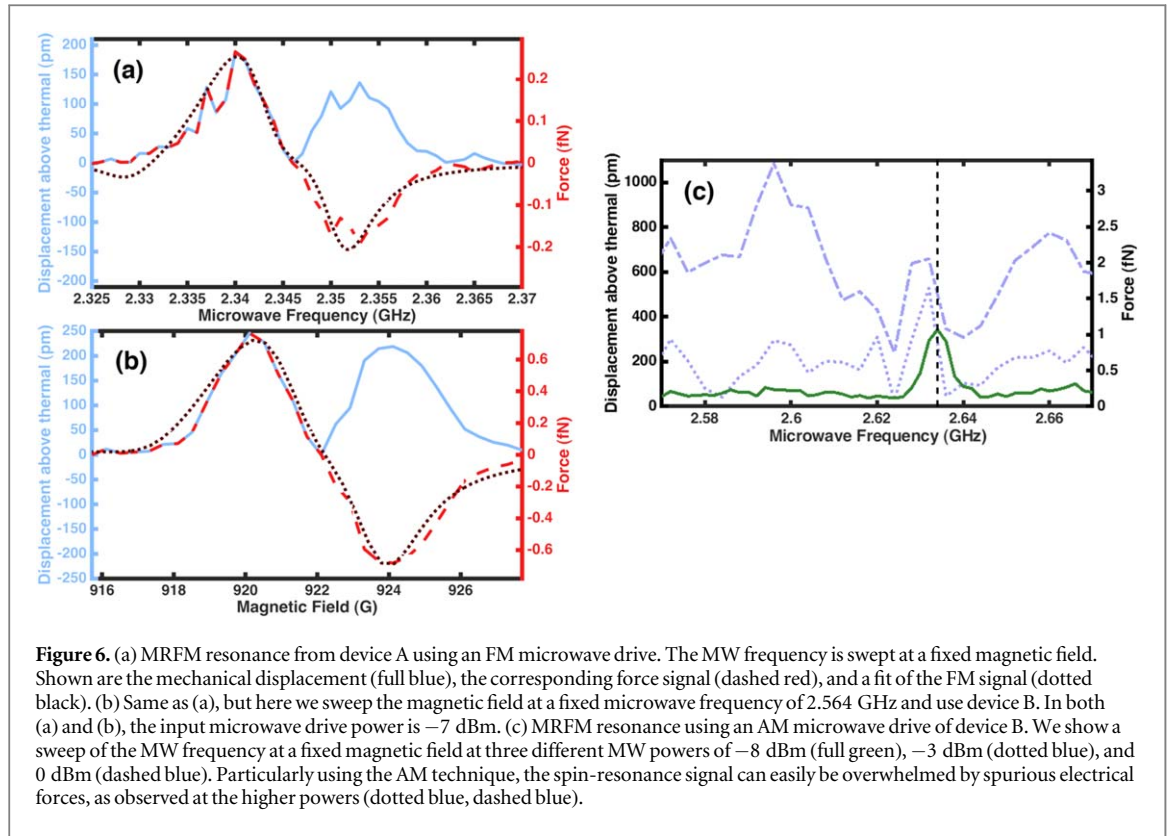 (a)
Displacement above thermal (pm)
200
150
100
50
0
-50
-100
-150
-200
0.2
0.1
0
-0.1
-0.2
Force (fN)
2.325 2.33 2.335 2.34 2.345 2.35 2.355 2.36 2.365 2.37
Microwave Frequency (GHz)
(b)
Displacement above thermal (pm)
250
200
150
100
50
0
-50
-100
-150
-200
-250
0.6
0.4
0.2
0
-0.2
-0.4
-0.6
Force (fN)
916 918 920 922 924 926
Magnetic Field (G)
(c)
Displacement above thermal (pm)
1000
800
600
400
200
0
3
2.5
2
1.5
1
0.5
0
Force (fN)
2.58 2.6 2.62 2.64 2.66
Microwave Frequency (GHz)
Figure 6. (a) MRFM resonance from device A using an FM microwave drive. The MW frequency is swept at a fixed magnetic field.
Shown are the mechanical displacement (full blue), the corresponding force signal (dashed red), and a fit of the FM signal (dotted
black). (b) Same as (a), but here we sweep the magnetic field at a fixed microwave frequency of 2.564 GHz and use device B. In both
(a) and (b), the input microwave drive power is −7 dBm. (c) MRFM resonance using an AM microwave drive of device B. We show a
sweep of the MW frequency at a fixed magnetic field at three different MW powers of −8 dBm (full green), −3 dBm (dotted blue), and
0 dBm (dashed blue). Particularly using the AM technique, the spin-resonance signal can easily be overwhelmed by spurious electrical
forces, as observed at the higher powers (dotted blue, dashed blue).